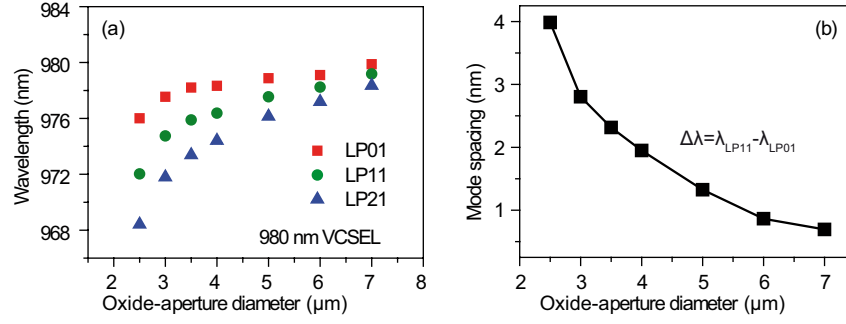 (a)
984
980
976
972
968
Wavelength (nm)
LP01
LP11
LP21
980 nm VCSEL
2 3 4 5 6 7 8
Oxide-aperture diameter (μm)
(b)
4
3
2
1
Mode spacing (nm)
Δλ=λLP11-λLP01
2 3 4 5 6 7
Oxide-aperture diameter (μm)